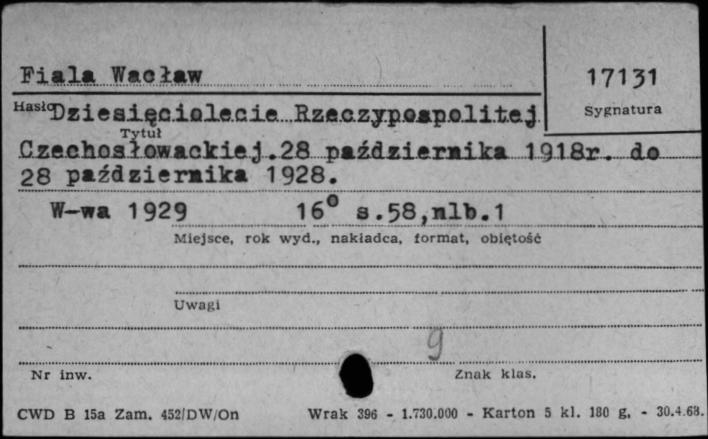 Fiala Wacław
17131
Hasło
Sygnatura
Dziesięciolecie Rzeczypospolitej
Tytuł
Czechosłowackiej.28 października 1918r. do
28 października 1928.
W-wa 1929 16° s.58,nlb.1
Miejsce, rok wyd., nakładca, format, objętość
Uwagi
9
Nr inw.
Znak klas.
CWD B 15a Zam. 452/DW/On Wrak 396 - 1.730.000 - Karton 5 kl. 180 g. - 30.4.68.